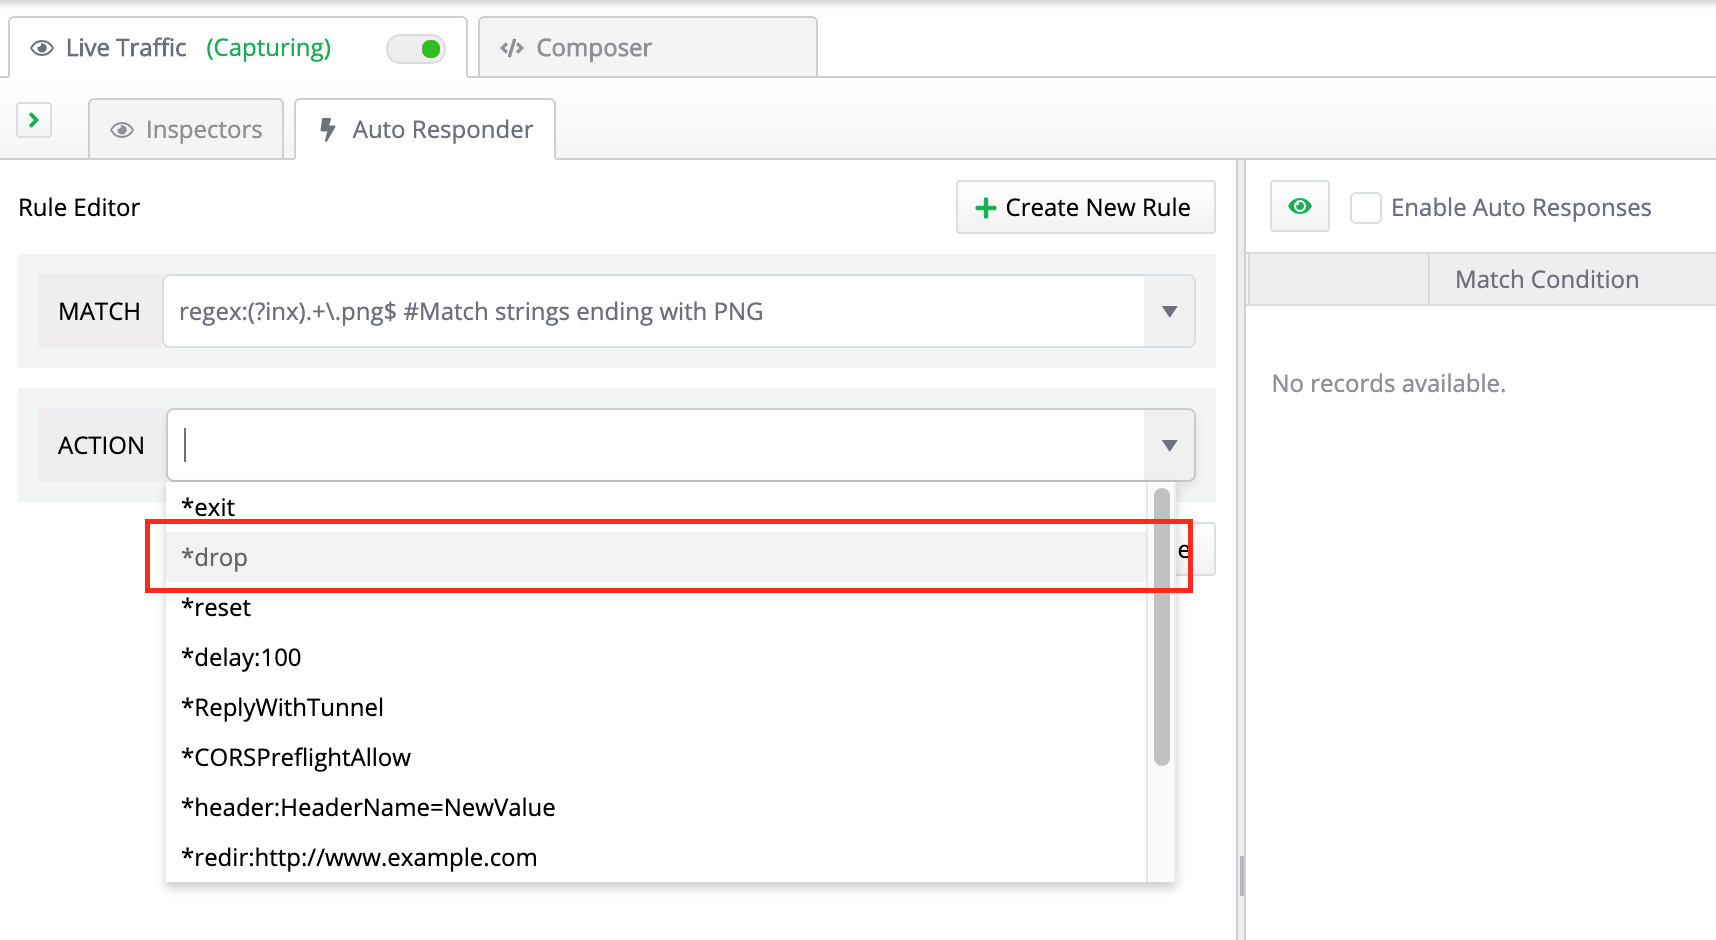 Live Traffic (Capturing)
</> Composer
Inspectors
Auto Responder
Rule Editor
Create New Rule
Enable Auto Responses
MATCH
regex:(?inx).+\.png$ #Match strings ending with PNG
Match Condition
No records available.
ACTION
*exit
*drop
e
*reset
*delay:100
*ReplyWithTunnel
*CORSPreflightAllow
*header:HeaderName=NewValue
*redir:http://www.example.com